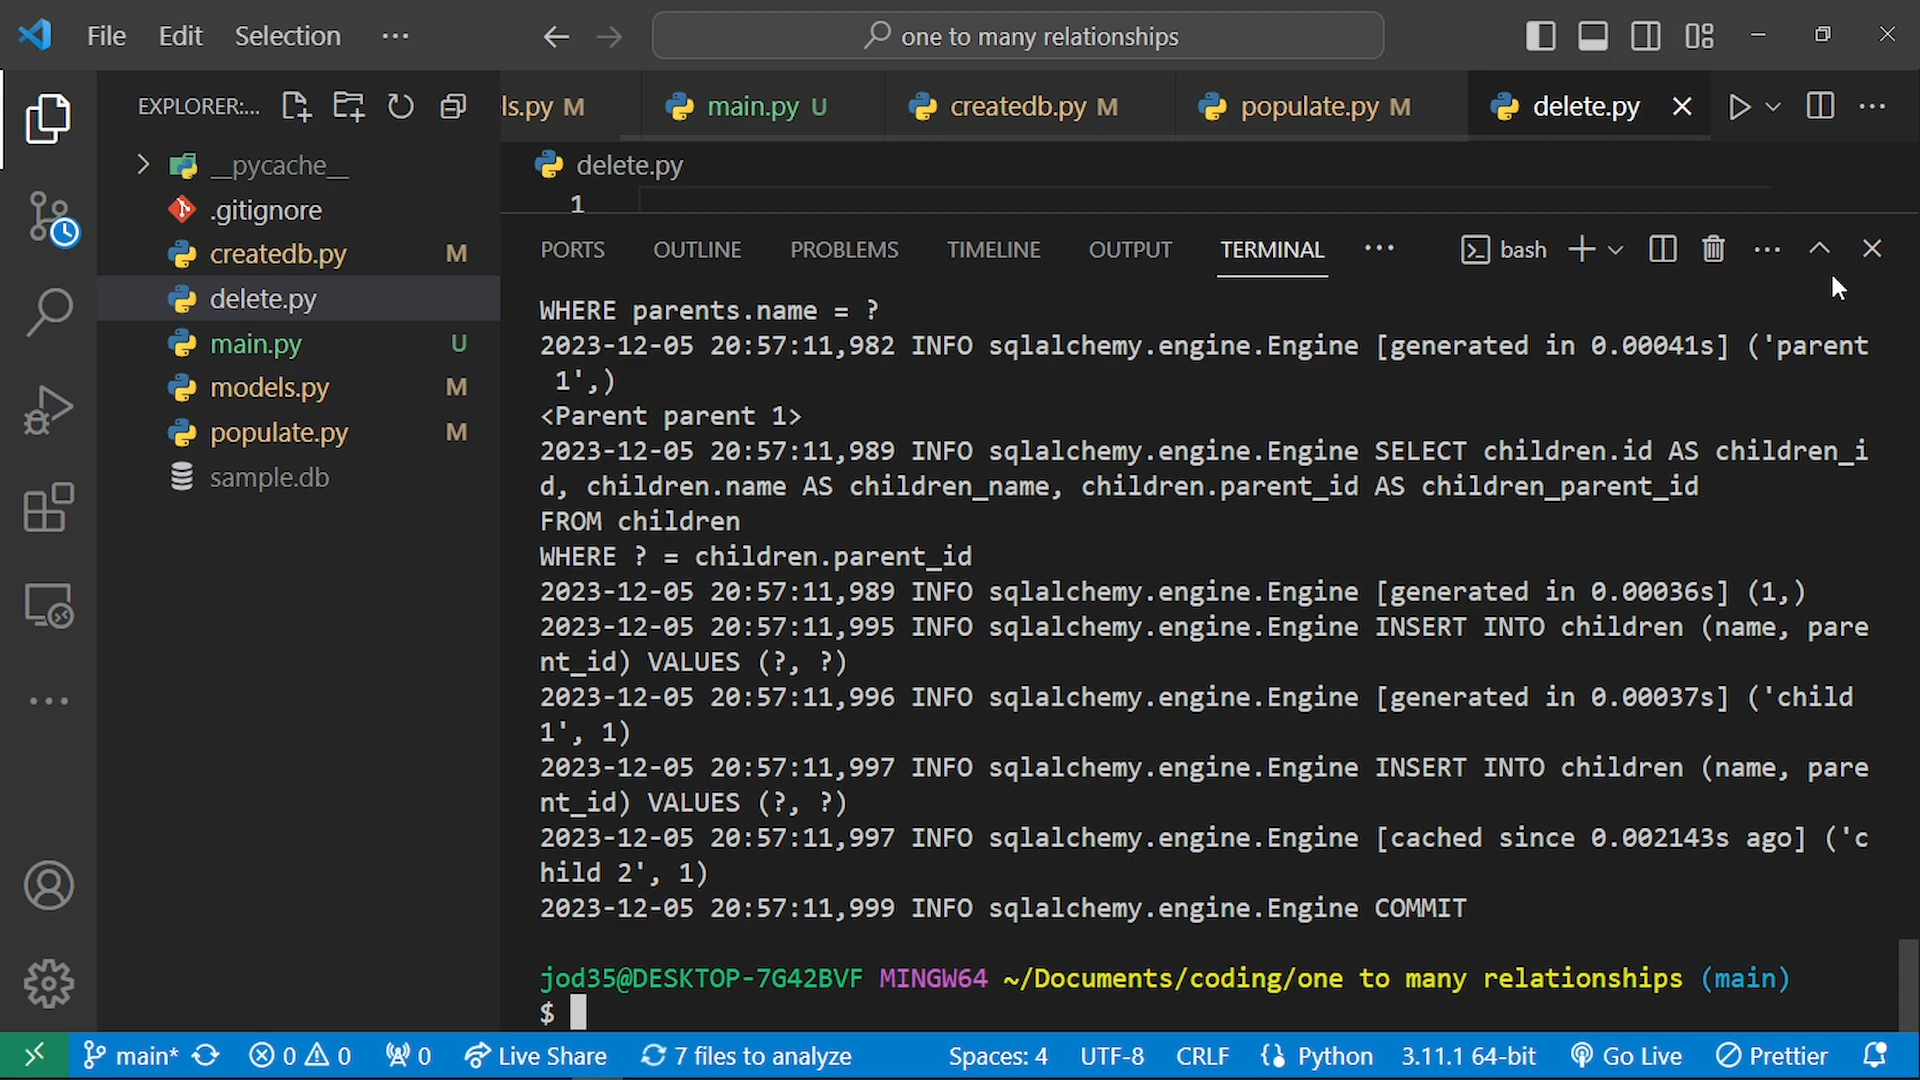 File Edit Selection ···
one to many relationships
EXPLORER:...
ls.py M
main.py U
createdb.py M
populate.py M
delete.py
__pycache__
.gitignore
createdb.py M
delete.py
main.py U
models.py M
populate.py M
sample.db
delete.py
1
PORTS OUTLINE PROBLEMS TIMELINE OUTPUT TERMINAL ··· bash
WHERE parents.name = ?
2023-12-05 20:57:11,982 INFO sqlalchemy.engine.Engine [generated in 0.00041s] ('parent
1',)
<Parent parent 1>
2023-12-05 20:57:11,989 INFO sqlalchemy.engine.Engine SELECT children.id AS children_i
d, children.name AS children_name, children.parent_id AS children_parent_id
FROM children
WHERE ? = children.parent_id
2023-12-05 20:57:11,989 INFO sqlalchemy.engine.Engine [generated in 0.00036s] (1,)
2023-12-05 20:57:11,995 INFO sqlalchemy.engine.Engine INSERT INTO children (name, pare
nt_id) VALUES (?, ?)
2023-12-05 20:57:11,996 INFO sqlalchemy.engine.Engine [generated in 0.00037s] ('child
1', 1)
2023-12-05 20:57:11,997 INFO sqlalchemy.engine.Engine INSERT INTO children (name, pare
nt_id) VALUES (?, ?)
2023-12-05 20:57:11,997 INFO sqlalchemy.engine.Engine [cached since 0.002143s ago] ('c
hild 2', 1)
2023-12-05 20:57:11,999 INFO sqlalchemy.engine.Engine COMMIT
jod35@DESKTOP-7G42BVF MINGW64 ~/Documents/coding/one to many relationships (main)
$
main* 0 0 0 Live Share 7 files to analyze Spaces: 4 UTF-8 CRLF Python 3.11.1 64-bit Go Live Prettier